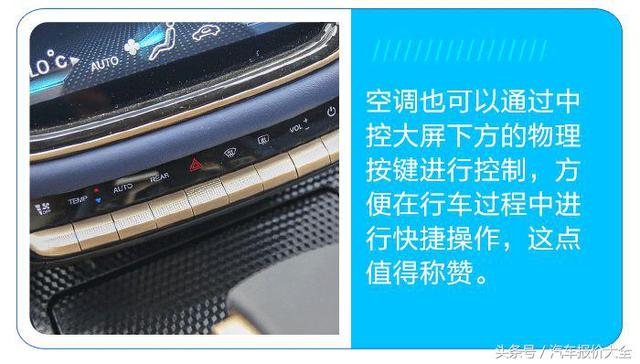 LO°C
AUTO
OFF
TEMP
AUTO
REAR
VOL
空调也可以通过中
控大屏下方的物理
按键进行控制，方
便在行车过程中进
行快捷操作，这点
值得称赞。
头条号／汽车报价大全